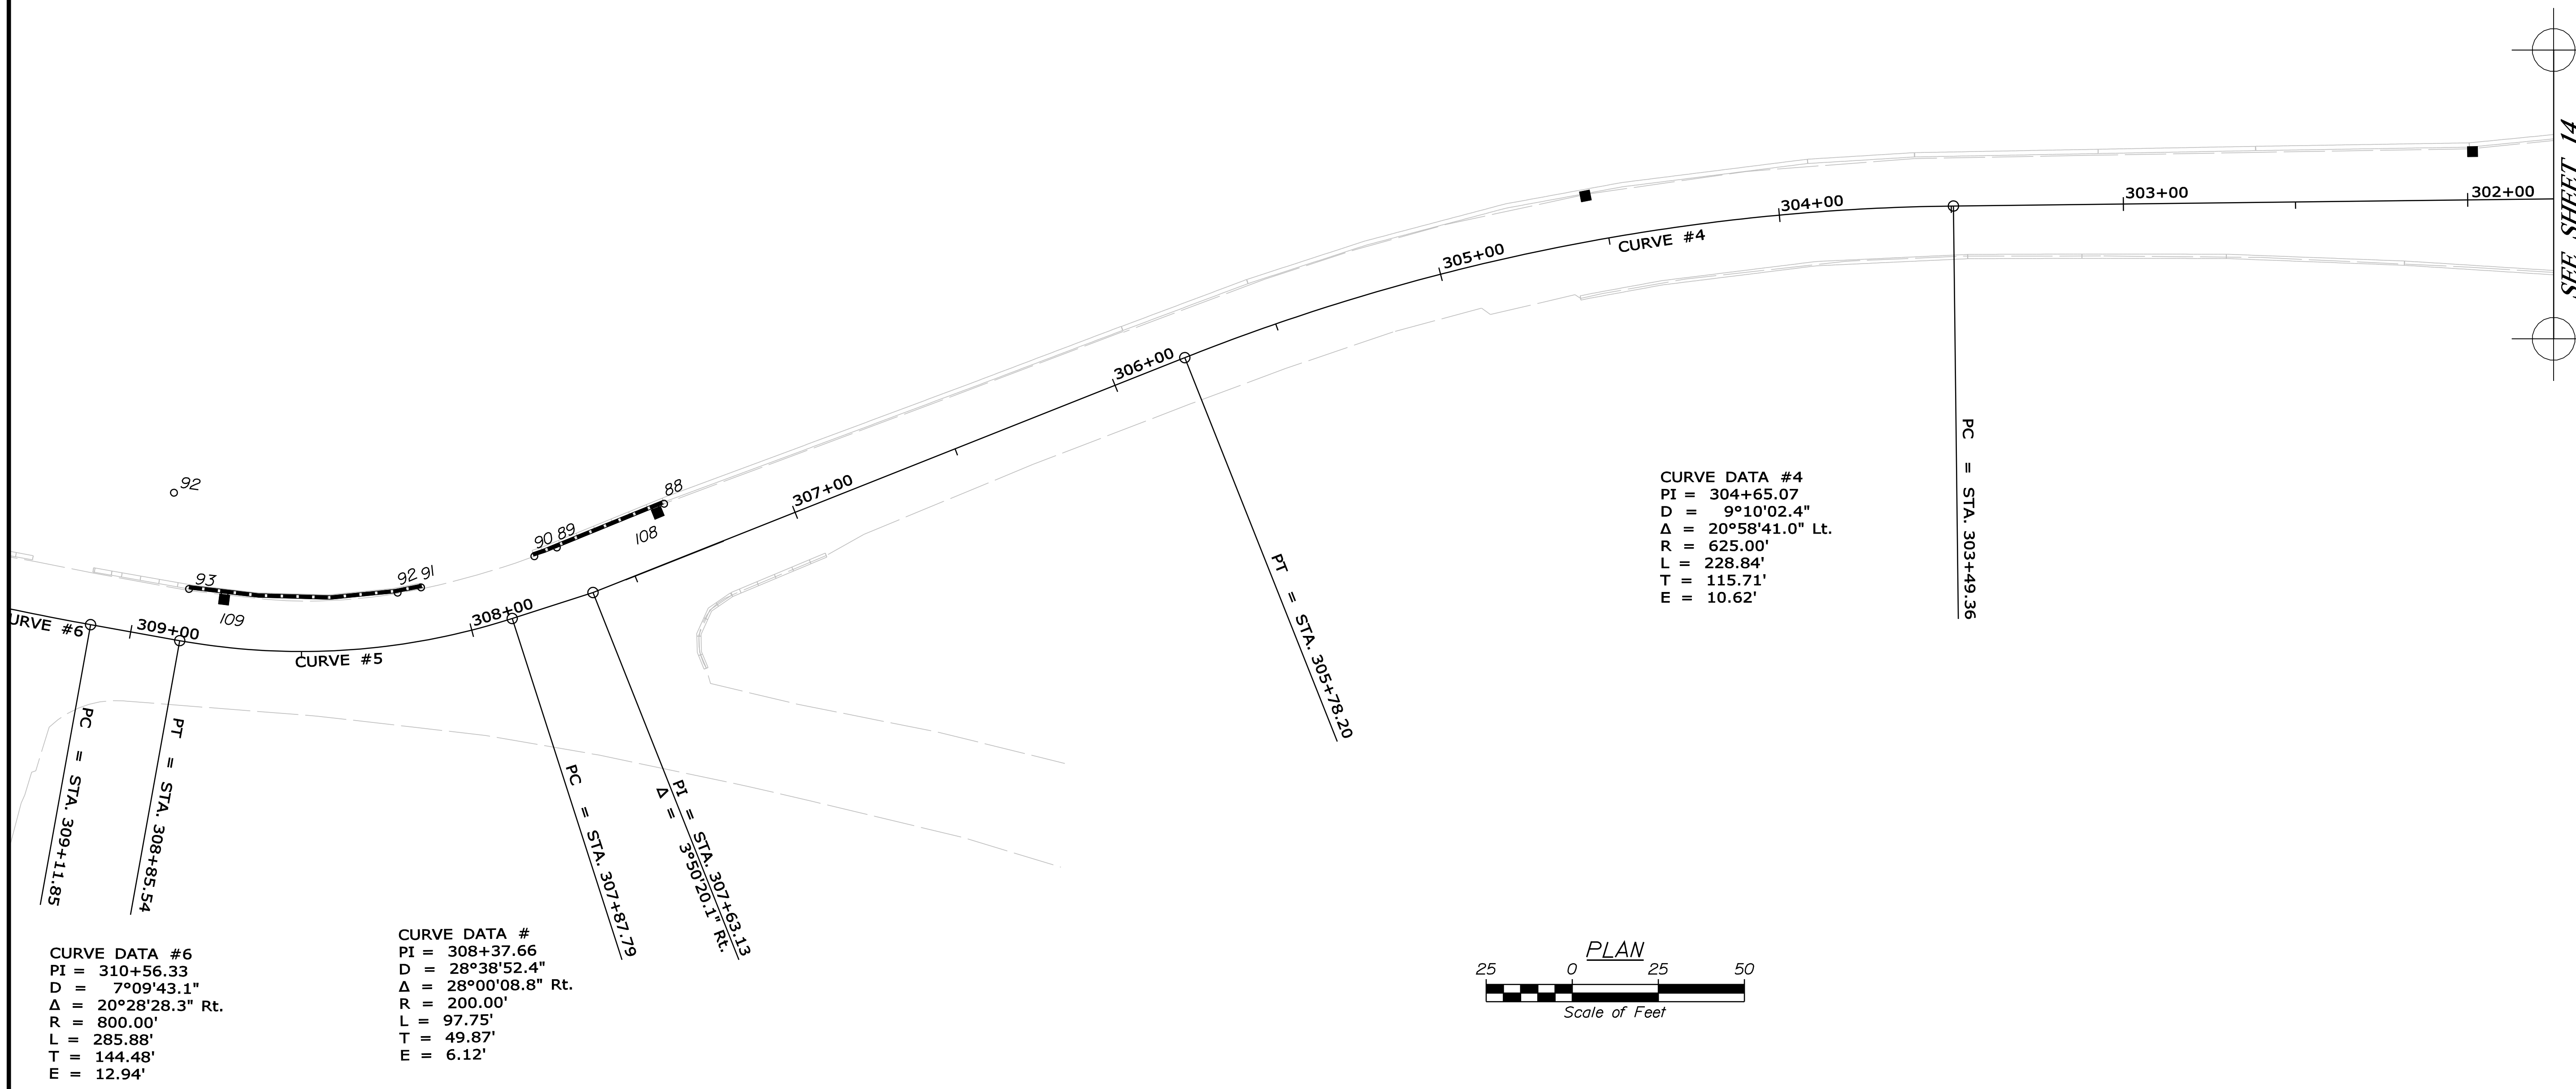 SEE SHEET 14
302+00
303+00
304+00
CURVE #4
305+00
306+00
307+00
88
108
90 89
92
93
92 91
109
308+00
309+00
CURVE #5
CURVE #6
PC = STA. 303+49.36
PT = STA. 305+78.20
PI = STA. 307+63.13
Δ = 3°50'20.1" Rt.
PC = STA. 307+87.79
PT = STA. 308+85.54
PC = STA. 309+11.85
CURVE DATA #4
PI = 304+65.07
D = 9°10'02.4"
Δ = 20°58'41.0" Lt.
R = 625.00'
L = 228.84'
T = 115.71'
E = 10.62'
CURVE DATA #6
PI = 310+56.33
D = 7°09'43.1"
Δ = 20°28'28.3" Rt.
R = 800.00'
L = 285.88'
T = 144.48'
E = 12.94'
CURVE DATA #
PI = 308+37.66
D = 28°38'52.4"
Δ = 28°00'08.8" Rt.
R = 200.00'
L = 97.75'
T = 49.87'
E = 6.12'
PLAN
25 0 25 50
Scale of Feet